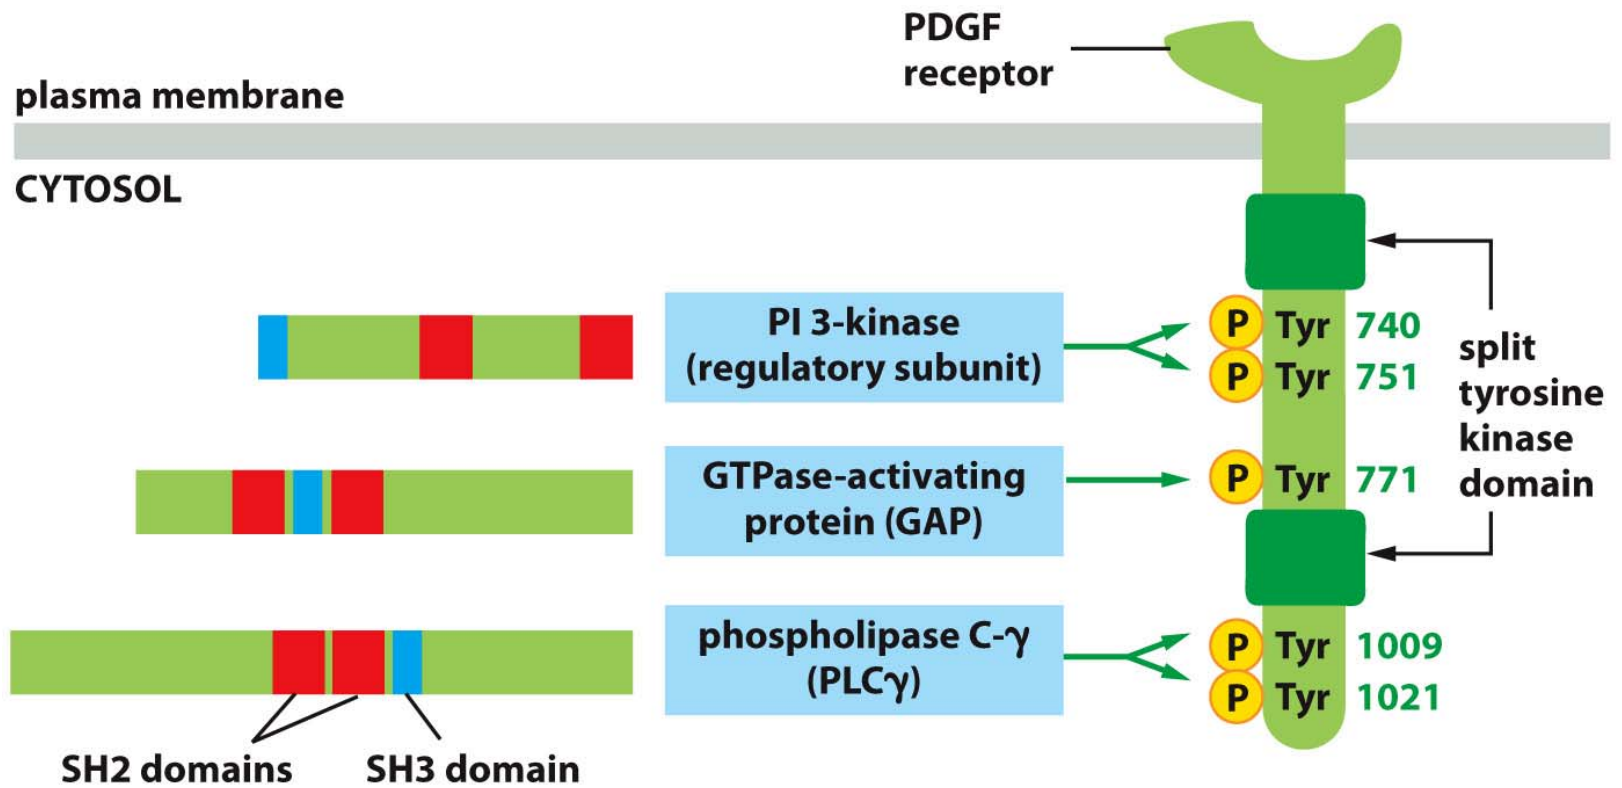 PDGF
receptor
plasma membrane
CYTOSOL
PI 3-kinase
(regulatory subunit)
P Tyr 740
P Tyr 751
split
tyrosine
kinase
domain
GTPase-activating
protein (GAP)
P Tyr 771
phospholipase C-γ
(PLCγ)
P Tyr 1009
P Tyr 1021
SH2 domains
SH3 domain